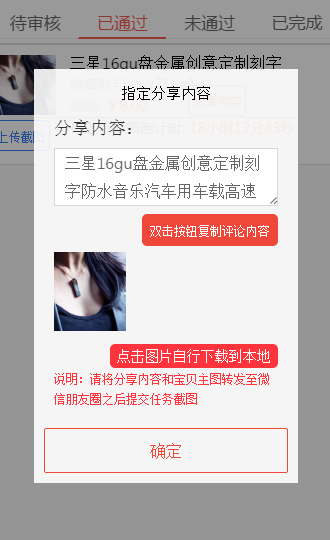 待审核 已通过 未通过 已完成
三星16gu盘金属创意定制刻字
上传截图
指定分享内容
分享内容：
三星16gu盘金属创意定制刻
字防水音乐汽车用车载高速
双击按钮复制评论内容
点击图片自行下载到本地
说明：请将分享内容和宝贝主图转发至微
信朋友圈之后提交任务截图
确定